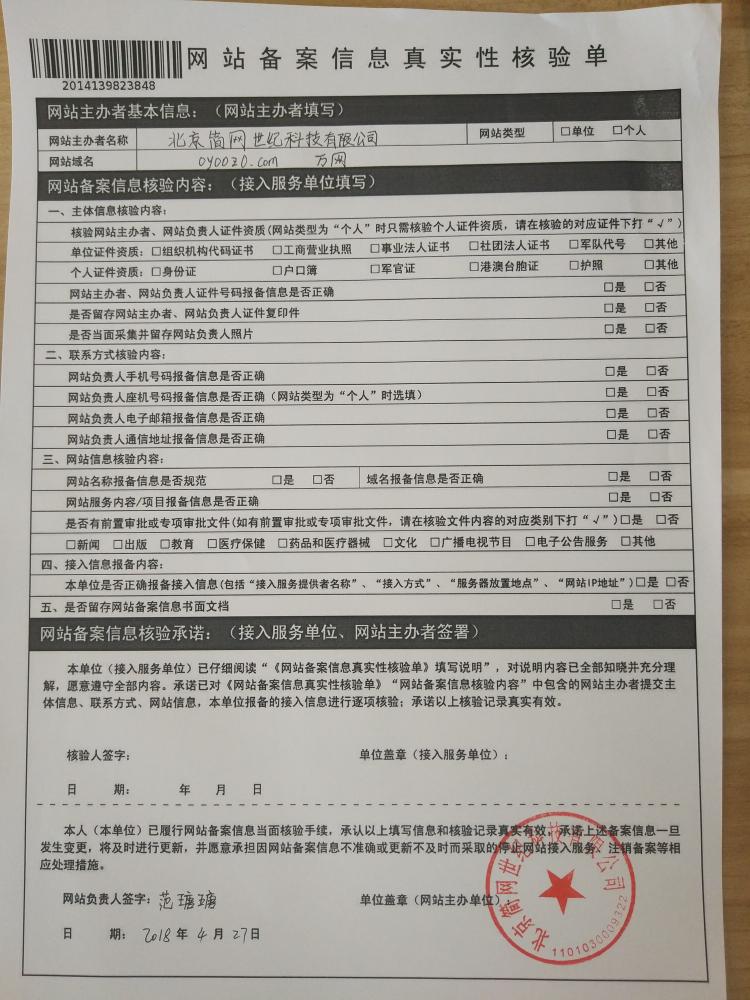 网站备案信息真实性核验单
2014139823848
网站主办者基本信息：（网站主办者填写）
网站主办者名称 北京简网世纪科技有限公司 网站类型 □单位 □个人
网站域名 oyoozo.com 万网
网站备案信息核验内容：（接入服务单位填写）
一、主体信息核验内容：
核验网站主办者、网站负责人证件资质(网站类型为“个人”时只需核验个人证件资质，请在核验的对应证件下打“√”)
单位证件资质：□组织机构代码证书 □工商营业执照 □事业法人证书 □社团法人证书 □军队代号 □其他
个人证件资质：□身份证 □户口簿 □军官证 □港澳台胞证 □护照 □其他
网站主办者、网站负责人证件号码报备信息是否正确 □是 □否
是否留存网站主办者、网站负责人证件复印件 □是 □否
是否当面采集并留存网站负责人照片 □是 □否
二、联系方式核验内容：
网站负责人手机号码报备信息是否正确 □是 □否
网站负责人座机号码报备信息是否正确（网站类型为“个人”时选填） □是 □否
网站负责人电子邮箱报备信息是否正确 □是 □否
网站负责人通信地址报备信息是否正确 □是 □否
三、网站信息核验内容：
网站名称报备信息是否规范 □是 □否 域名报备信息是否正确 □是 □否
网站服务内容/项目报备信息是否正确 □是 □否
是否有前置审批或专项审批文件(如有前置审批或专项审批文件，请在核验文件内容的对应类别下打“√”)□是 □否
□新闻 □出版 □教育 □医疗保健 □药品和医疗器械 □文化 □广播电视节目 □电子公告服务 □其他
四、接入信息报备内容：
本单位是否正确报备接入信息(包括“接入服务提供者名称”、“接入方式”、“服务器放置地点”、“网站IP地址”)□是 □否
五、是否留存网站备案信息书面文档 □是 □否
网站备案信息核验承诺：（接入服务单位、网站主办者签署）
本单位（接入服务单位）已仔细阅读“《网站备案信息真实性核验单》填写说明”，对说明内容已全部知晓并充分理
解，愿意遵守全部内容。承诺已对《网站备案信息真实性核验单》“网站备案信息核验内容”中包含的网站主办者提交主
体信息、联系方式、网站信息，本单位报备的接入信息进行逐项核验；承诺以上核验记录真实有效。
核验人签字： 单位盖章（接入服务单位）：
日 期： 年 月 日
本人（本单位）已履行网站备案信息当面核验手续，承认以上填写信息和核验记录真实有效，承诺上述备案信息一旦
发生变更，将及时进行更新，并愿意承担因网站备案信息不准确或更新不及时而采取的停止网站接入服务、注销备案等相
应处理措施。
网站负责人签字：范瑭瑭 单位盖章（网站主办单位）：
日 期： 2018 年 4 月 27日
北京简网世纪科技有限公司
1101030009322